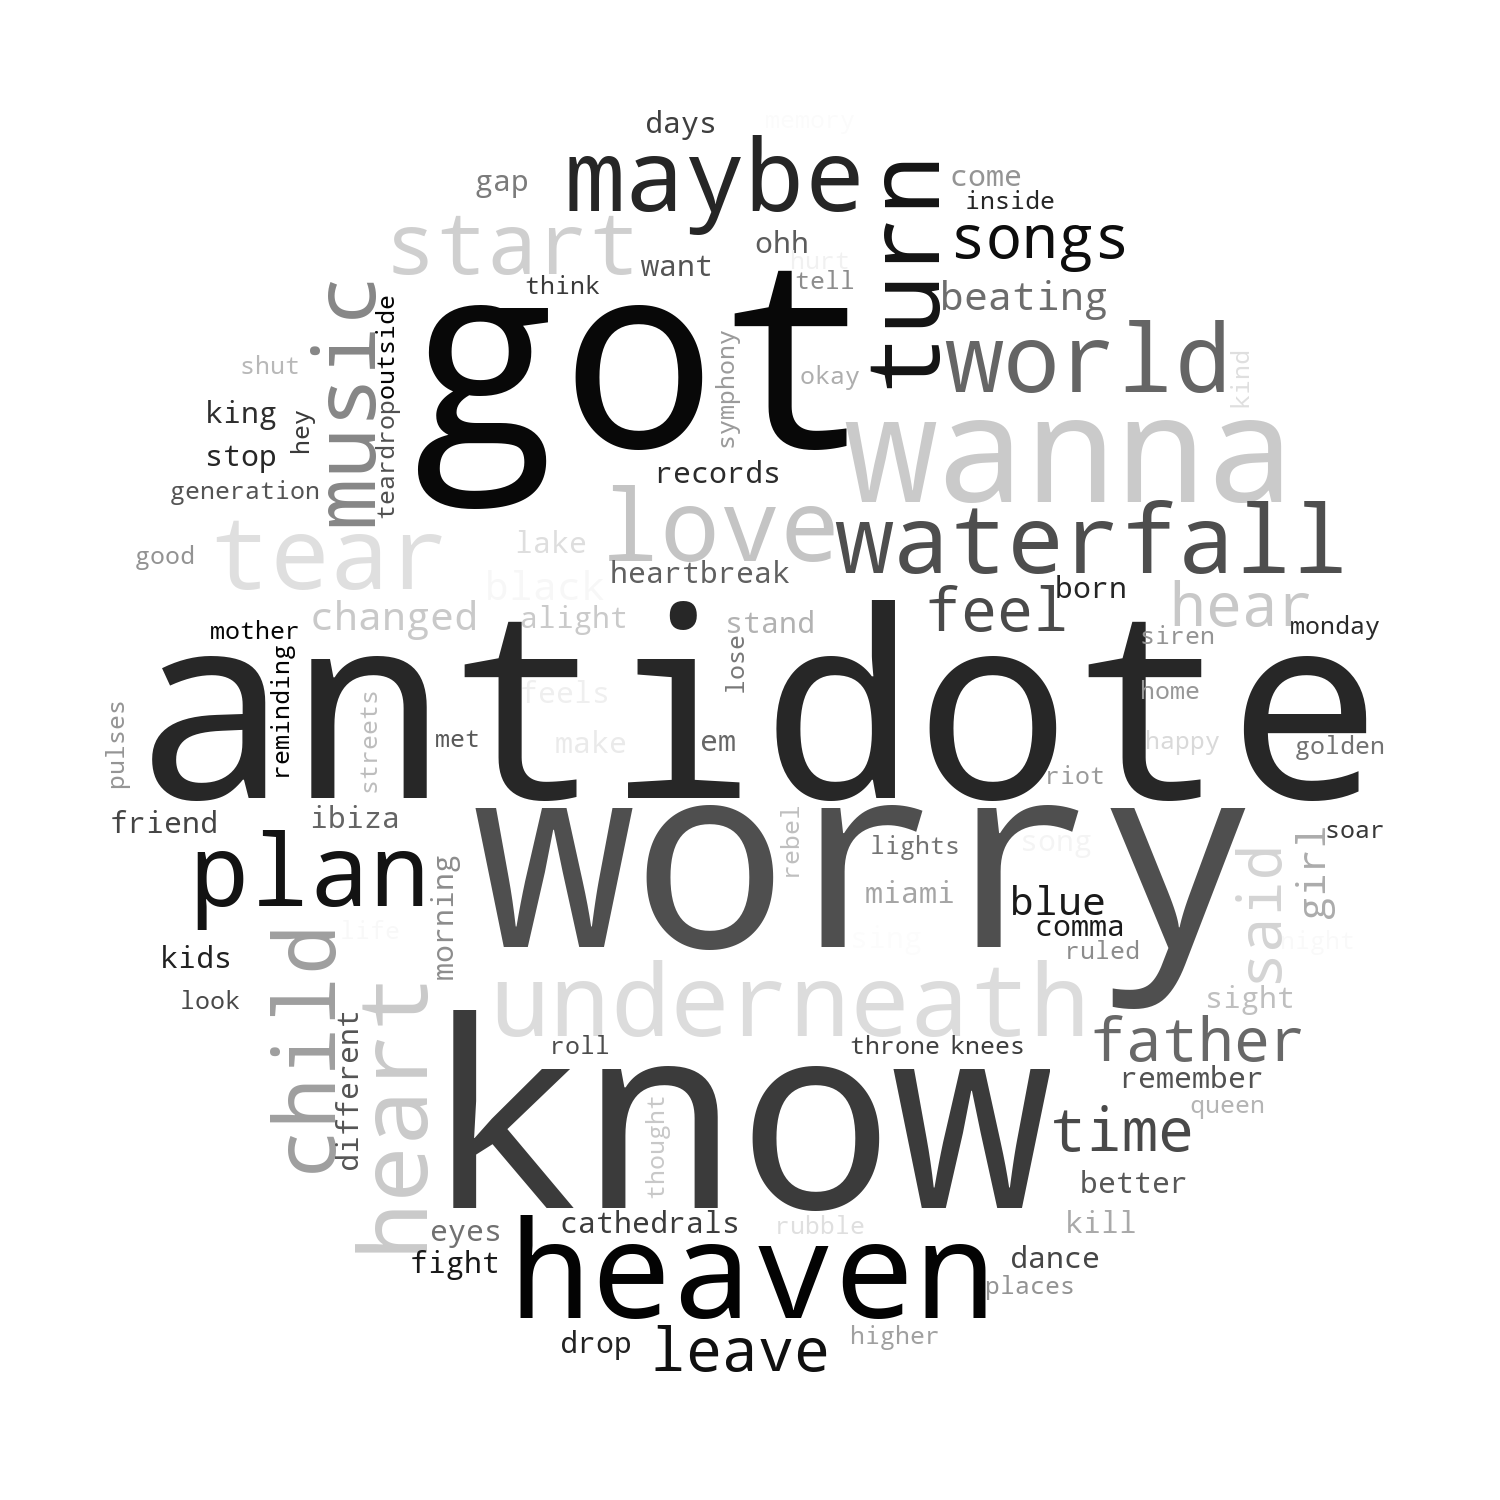 days
memory
maybe
turn
come
gap
inside
start
songs
ohh
want
hurt
tell
think
got
music
outside
teardrop
beating
world
symphony
shut
okay
kind
king
hey
wanna
stop
records
generation
love
waterfall
tear
good
lake
heartbreak
black
feel
born
hear
changed
alight
stand
mother
siren
monday
antidote
reminding
lose
streets
feels
home
pulses
met
make
em
happy
golden
riot
friend
ibiza
worry
rebel
lights
song
soar
plan
morning
miami
girl
said
blue
life
comma
sing
ruled
night
kids
child
heart
underneath
look
sight
different
father
roll
throne
knees
know
remember
thought
queen
time
better
eyes
cathedrals
rubble
kill
fight
heaven
dance
places
drop
leave
higher